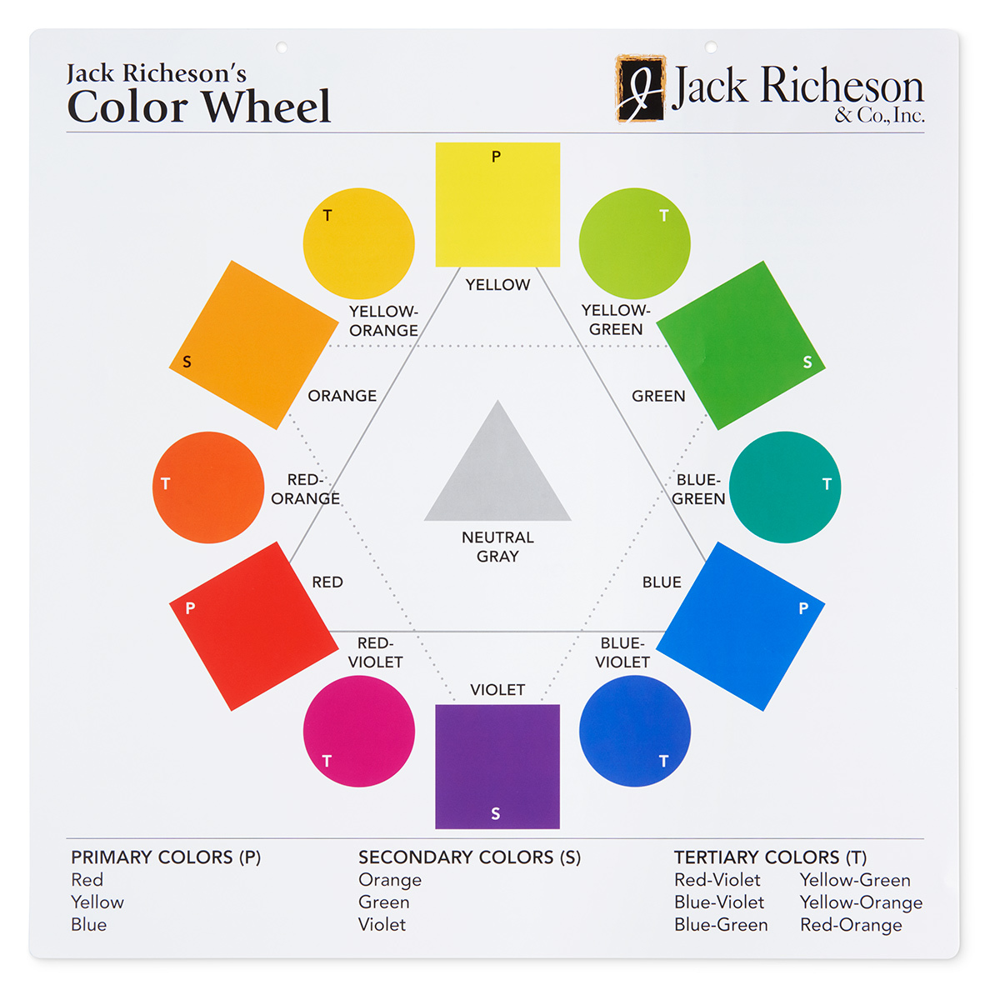 Jack Richeson's
Color Wheel
Jack Richeson
& Co., Inc.
P
YELLOW
T
YELLOW-
ORANGE
T
YELLOW-
GREEN
S
ORANGE
S
GREEN
T
RED-
ORANGE
T
BLUE-
GREEN
NEUTRAL
GRAY
P
RED
P
BLUE
RED-
VIOLET
T
BLUE-
VIOLET
T
VIOLET
S
PRIMARY COLORS (P)
Red
Yellow
Blue
SECONDARY COLORS (S)
Orange
Green
Violet
TERTIARY COLORS (T)
Red-Violet
Blue-Violet
Blue-Green
Yellow-Green
Yellow-Orange
Red-Orange